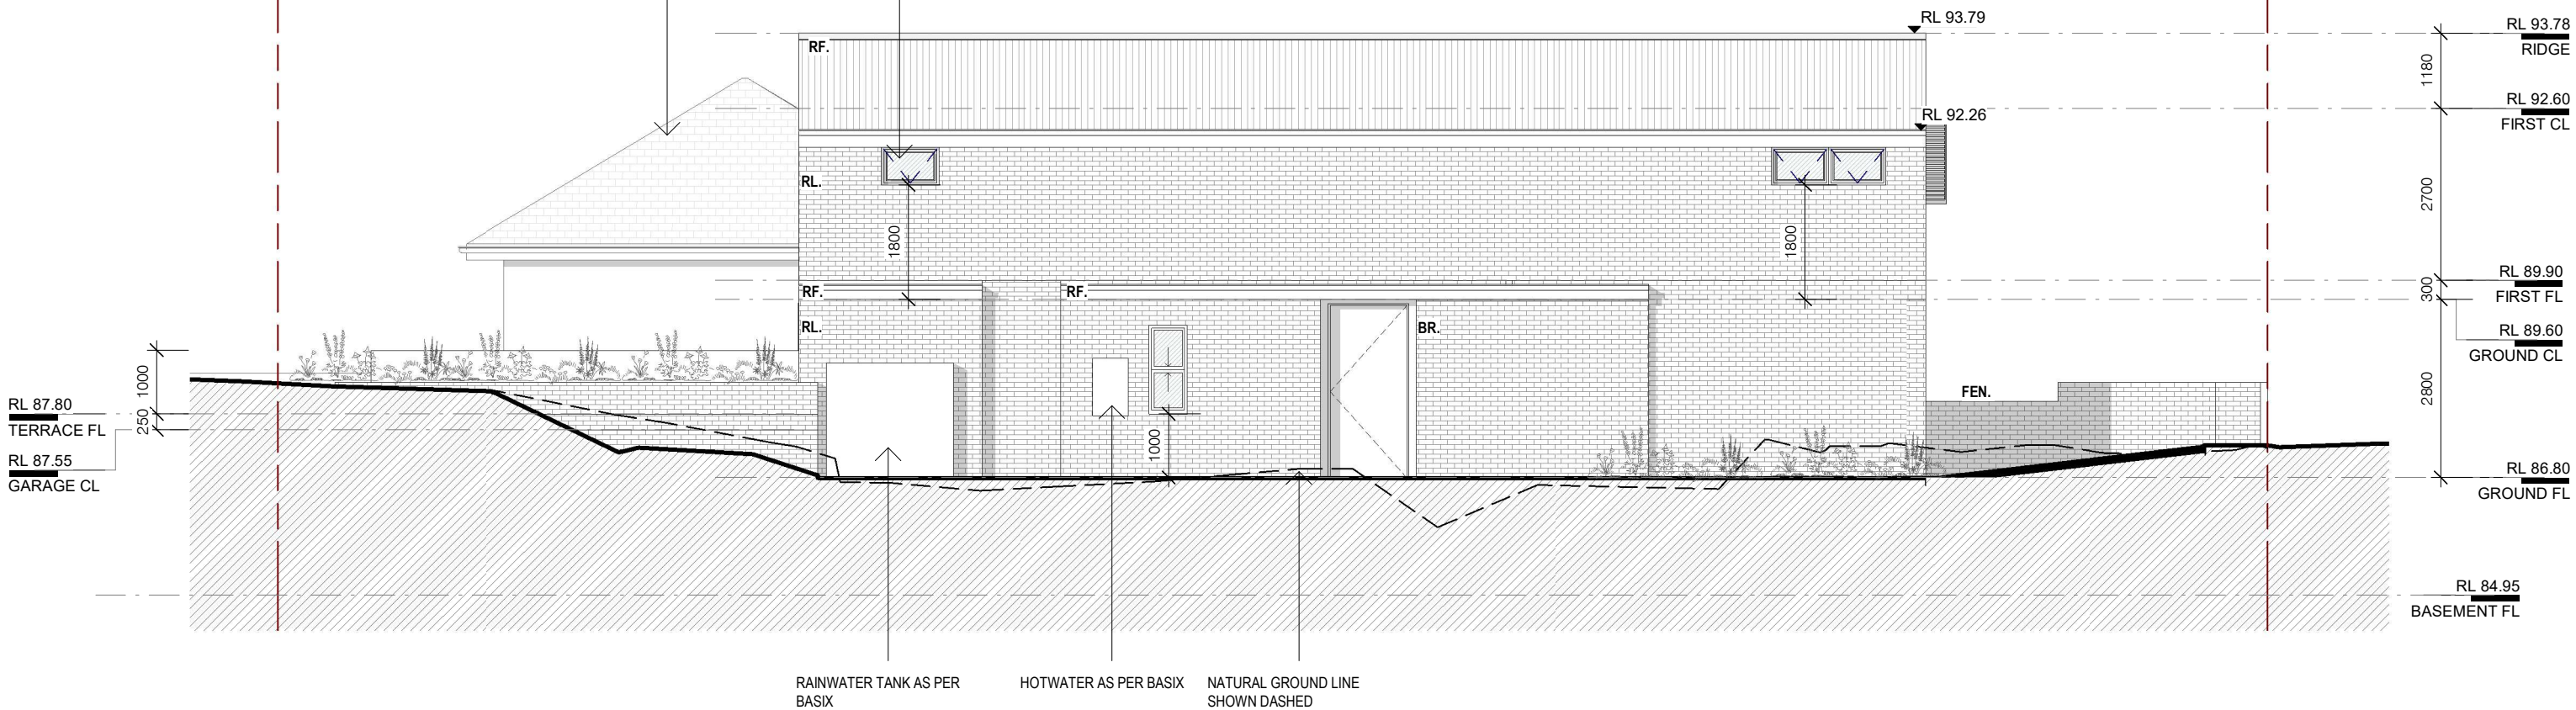 RL 93.79
RL 93.78
RIDGE
RF.
1180
RL 92.60
FIRST CL
RL 92.26
RL.
2700
1800
1800
RL 89.90
FIRST FL
RF.
RF.
300
RL.
BR.
RL 89.60
GROUND CL
1000
2800
FEN.
RL 87.80
TERRACE FL
250
1000
RL 87.55
GARAGE CL
RL 86.80
GROUND FL
RL 84.95
BASEMENT FL
RAINWATER TANK AS PER
BASIX
HOTWATER AS PER BASIX
NATURAL GROUND LINE
SHOWN DASHED